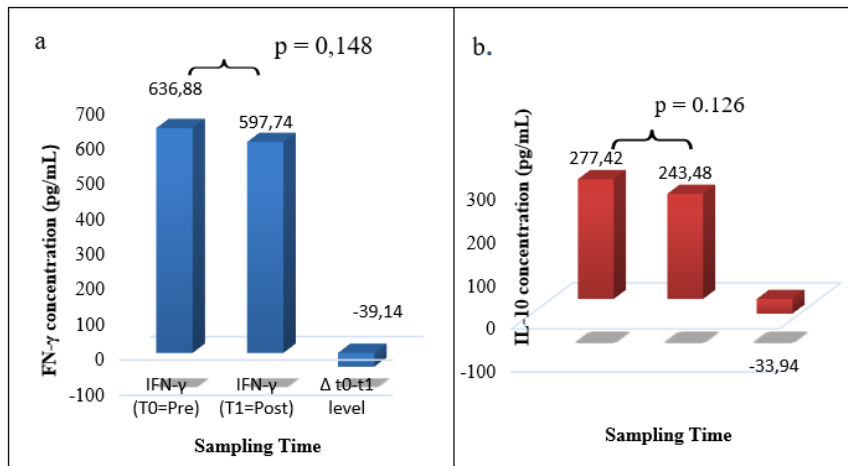 a
p = 0,148
636,88
597,74
-39,14
700
600
500
400
300
200
100
0
-100
FN-γ concentration (pg/mL)
IFN-γ
(T0=Pre)
IFN-γ
(T1=Post)
Δ t0-t1
level
Sampling Time
b.
p = 0.126
277,42
243,48
-33,94
300
200
100
0
-100
IL-10 concentration (pg/mL)
Sampling Time